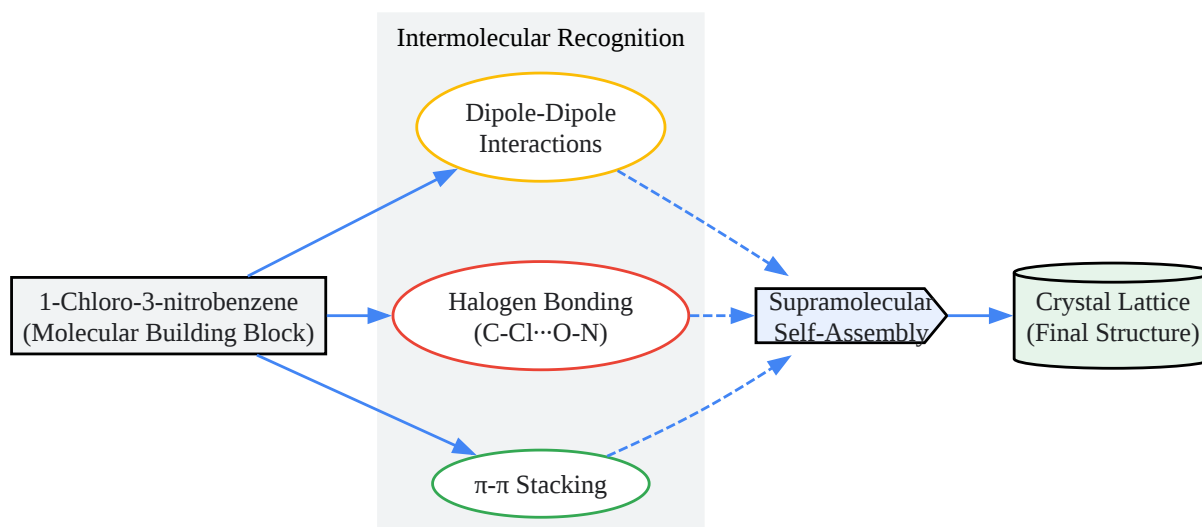 Intermolecular Recognition
Dipole-Dipole
Interactions
1-Chloro-3-nitrobenzene
(Molecular Building Block)
Halogen Bonding
(C-Cl···O-N)
Supramolecular
Self-Assembly
Crystal Lattice
(Final Structure)
π-π Stacking